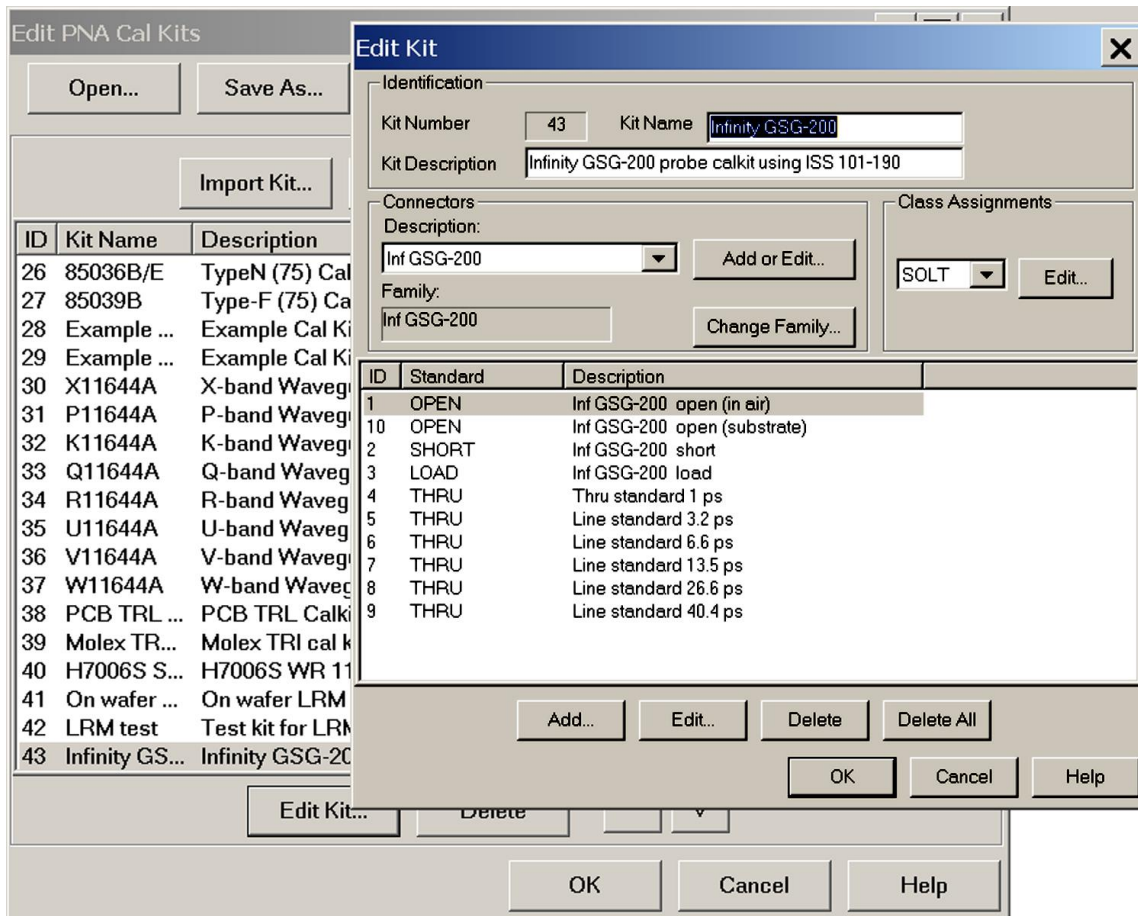 Edit PNA Cal Kits
Open...
Save As...
Import Kit...
ID Kit Name Description
26 85036B/E TypeN (75) Cal
27 85039B Type-F (75) Ca
28 Example ... Example Cal Ki
29 Example ... Example Cal Ki
30 X11644A X-band Wavegu
31 P11644A P-band Wavegu
32 K11644A K-band Wavegu
33 Q11644A Q-band Waveg
34 R11644A R-band Waveg
35 U11644A U-band Waveg
36 V11644A V-band Wavegu
37 W11644A W-band Waveg
38 PCB TRL ... PCB TRL Calki
39 Molex TR... Molex TRl cal k
40 H7006S S... H7006S WR 11
41 On wafer ... On wafer LRM
42 LRM test Test kit for LRM
43 Infinity GS... Infinity GSG-20
Edit Kit...
Delete
OK
Cancel
Help
Edit Kit
Identification
Kit Number 43 Kit Name Infinity GSG-200
Kit Description Infinity GSG-200 probe calkit using ISS 101-190
Connectors
Description:
Inf GSG-200
Add or Edit...
Family:
Inf GSG-200
Change Family...
Class Assignments
SOLT
Edit...
ID Standard Description
1 OPEN Inf GSG-200 open (in air)
10 OPEN Inf GSG-200 open (substrate)
2 SHORT Inf GSG-200 short
3 LOAD Inf GSG-200 load
4 THRU Thru standard 1 ps
5 THRU Line standard 3.2 ps
6 THRU Line standard 6.6 ps
7 THRU Line standard 13.5 ps
8 THRU Line standard 26.6 ps
9 THRU Line standard 40.4 ps
Add...
Edit...
Delete
Delete All
OK
Cancel
Help